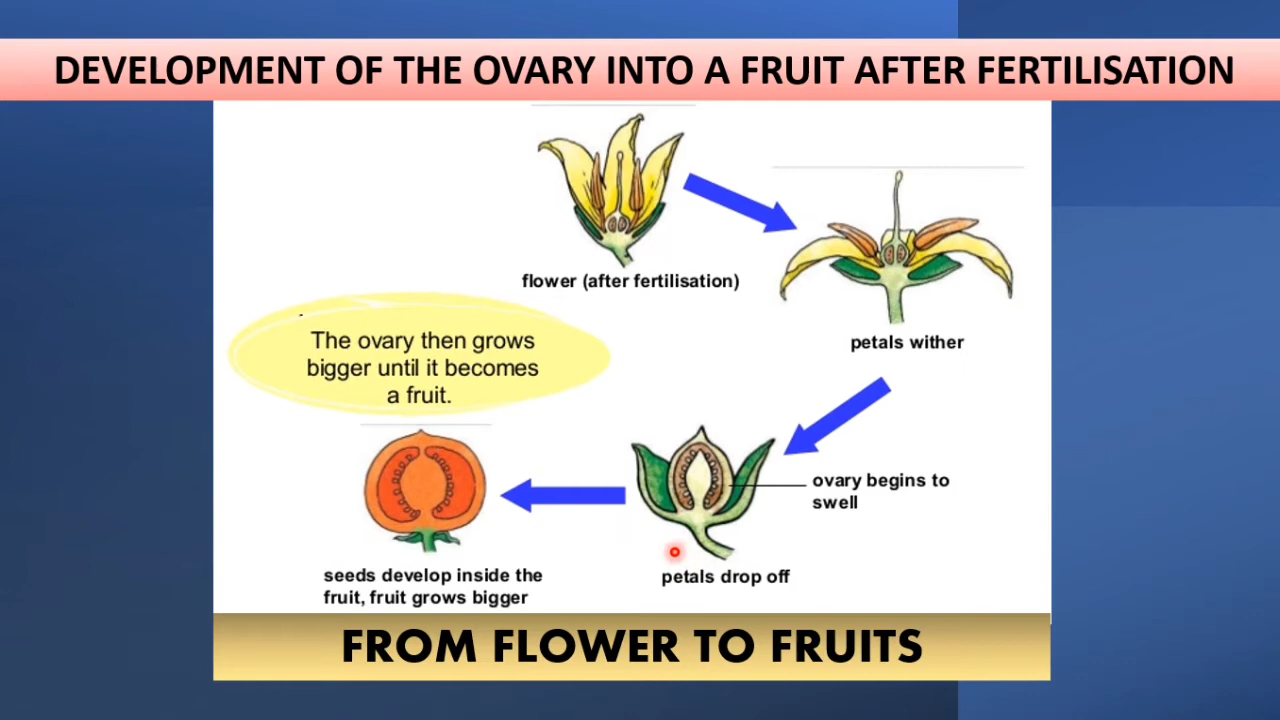 DEVELOPMENT OF THE OVARY INTO A FRUIT AFTER FERTILISATION
flower (after fertilisation)
petals wither
The ovary then grows
bigger until it becomes
a fruit.
ovary begins to
swell
petals drop off
seeds develop inside the
fruit, fruit grows bigger
FROM FLOWER TO FRUITS